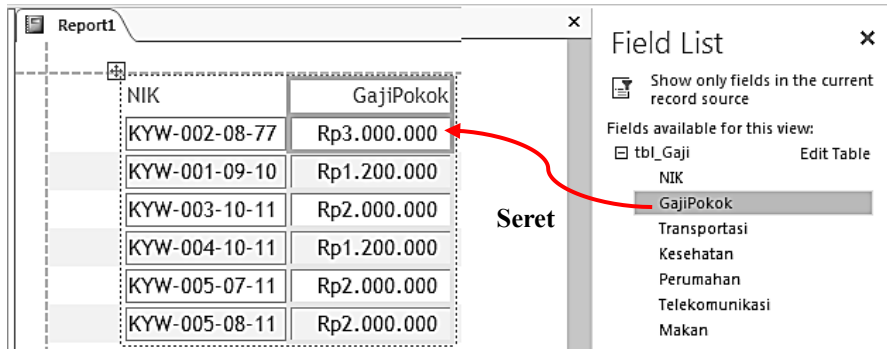 Report1
NIK GajiPokok
KYW-002-08-77 Rp3.000.000
KYW-001-09-10 Rp1.200.000
KYW-003-10-11 Rp2.000.000
KYW-004-10-11 Rp1.200.000
KYW-005-07-11 Rp2.000.000
KYW-005-08-11 Rp2.000.000
Seret
Field List
Show only fields in the current
record source
Fields available for this view:
tbl_Gaji Edit Table
NIK
GajiPokok
Transportasi
Kesehatan
Perumahan
Telekomunikasi
Makan